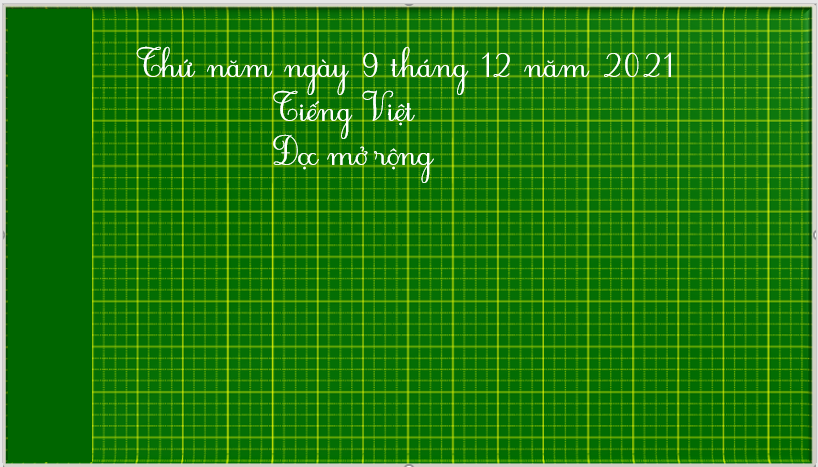 Thứ năm ngày 9 tháng 12 năm 2021
Tiếng Việt
Đọc mở rộng